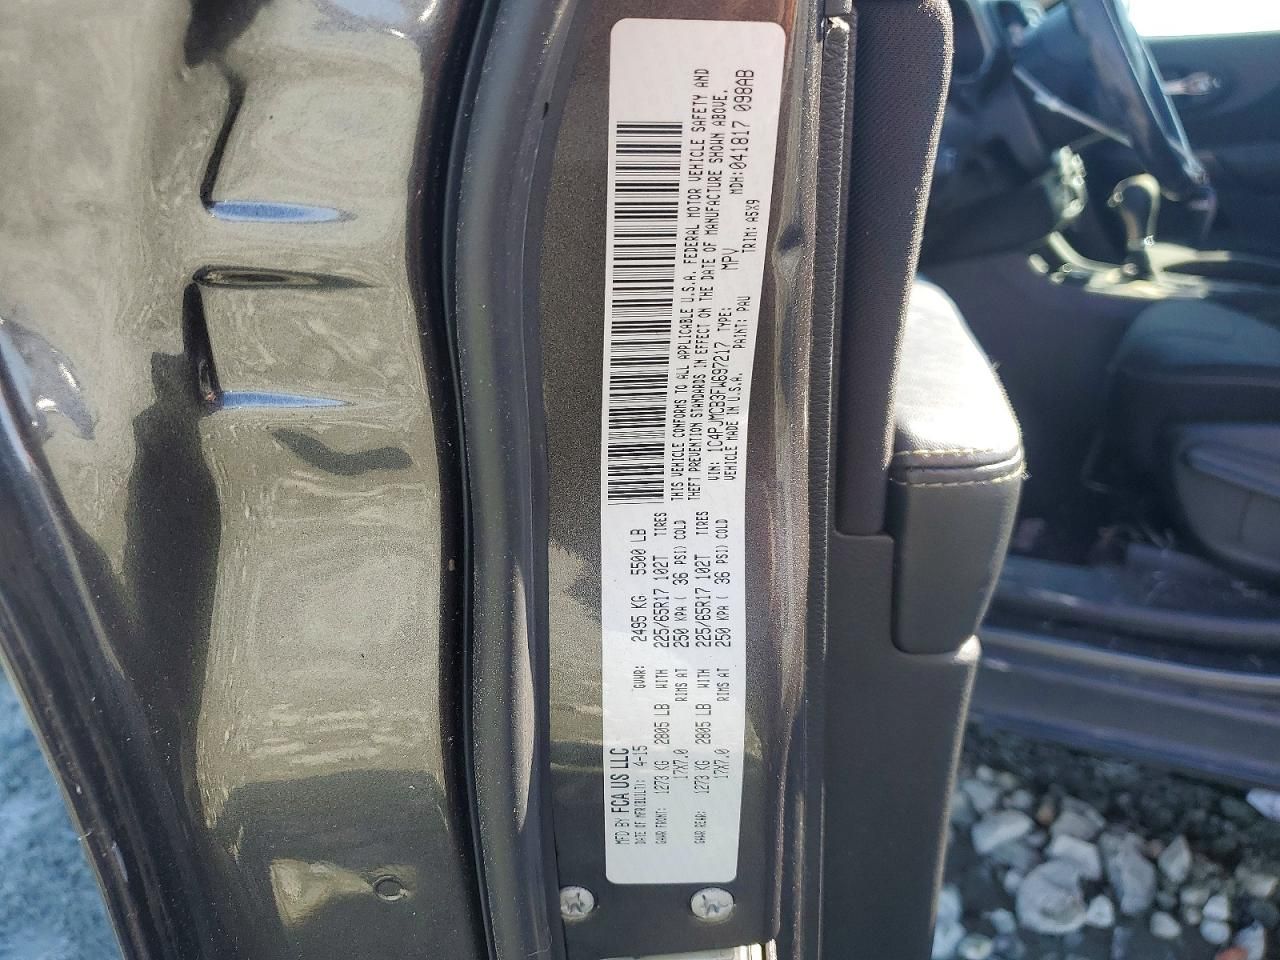 MFD BY FCA US LLC
DATE OF MFR(BUILT): 4-15 GVWR: 2495 KG 5500 LB
GAWR FRONT: 1273 KG 2805 LB WITH 225/65R17 102T TIRES
17X7.0 RIMS AT 250 KPA ( 36 PSI) COLD
GAWR REAR: 1273 KG 2805 LB WITH 225/65R17 102T TIRES
17X7.0 RIMS AT 250 KPA ( 36 PSI) COLD
THIS VEHICLE CONFORMS TO ALL APPLICABLE U.S.A. FEDERAL MOTOR VEHICLE SAFETY AND
THEFT PREVENTION STANDARDS IN EFFECT ON THE DATE OF MANUFACTURE SHOWN ABOVE.
VIN: 1C4PJMCB3FW697217 TYPE: MPV MDH:041817 098AB
VEHICLE MADE IN U.S.A. PAINT: PAU TRIM: A5X9